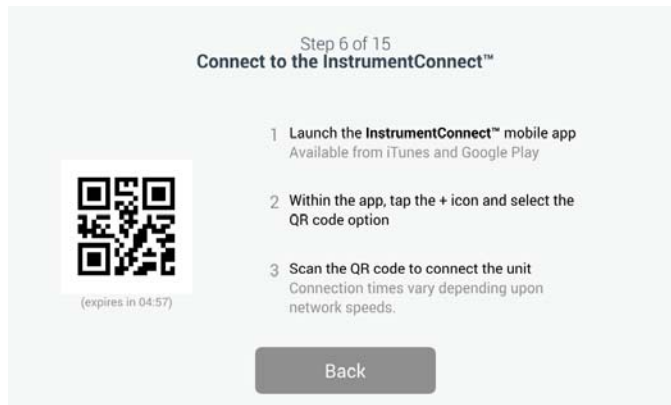 Step 6 of 15
Connect to the InstrumentConnect™
1 Launch the InstrumentConnect™ mobile app
Available from iTunes and Google Play
2 Within the app, tap the + icon and select the
QR code option
3 Scan the QR code to connect the unit
Connection times vary depending upon
network speeds.
(expires in 04:57)
Back